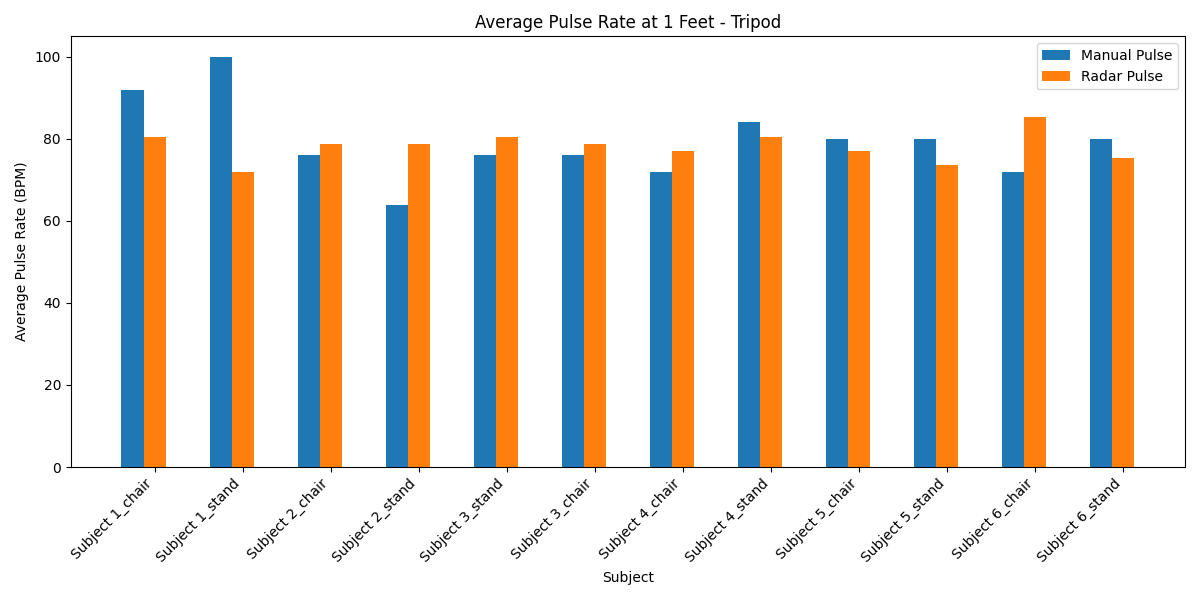 Average Pulse Rate at 1 Feet - Tripod
Manual Pulse
Radar Pulse
Average Pulse Rate (BPM)
100
80
60
40
20
0
Subject 1_chair
Subject 1_stand
Subject 2_chair
Subject 2_stand
Subject 3_stand
Subject 3_chair
Subject 4_chair
Subject 4_stand
Subject 5_chair
Subject 5_stand
Subject 6_chair
Subject 6_stand
Subject